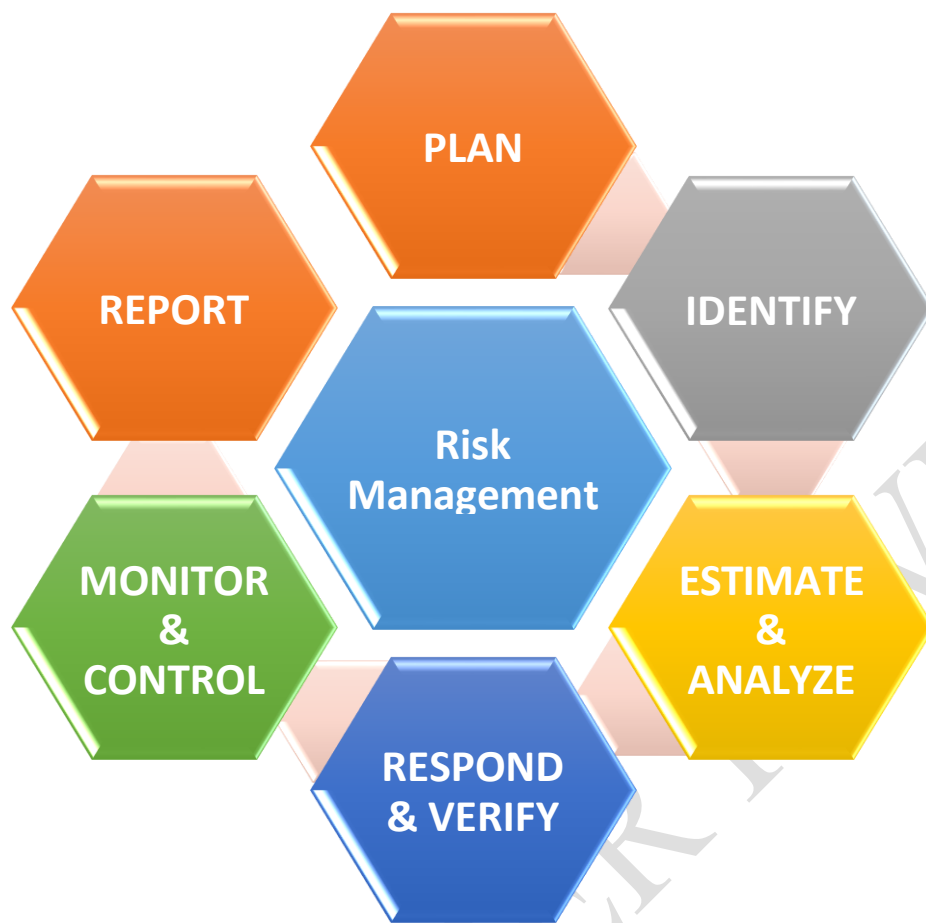 PLAN
IDENTIFY
ESTIMATE
&
ANALYZE
RESPOND
& VERIFY
MONITOR
&
CONTROL
REPORT
Risk
Management